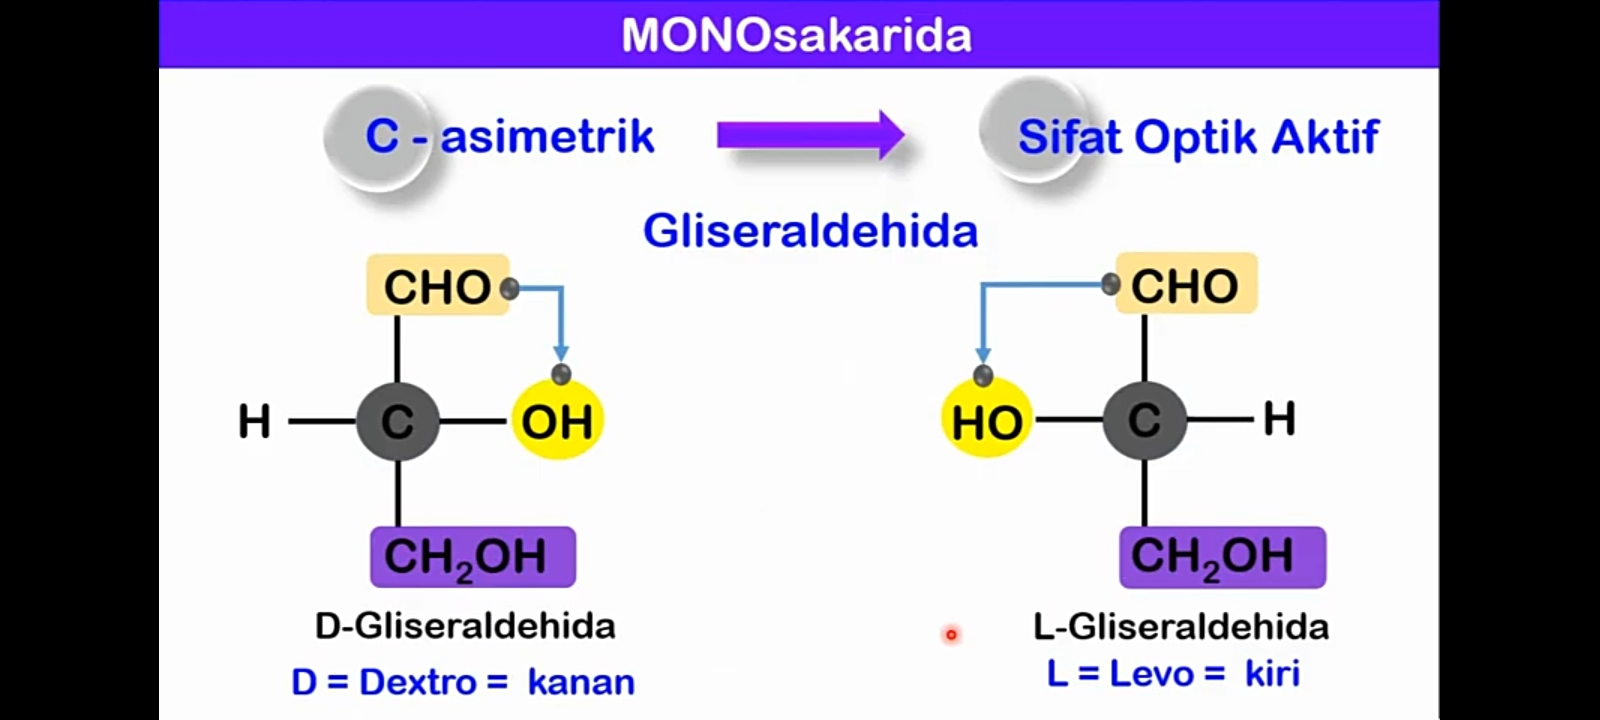 MONOsakarida
C - asimetrik
Sifat Optik Aktif
Gliseraldehida
CHO
H
C
OH
CH₂OH
D-Gliseraldehida
D = Dextro = kanan
CHO
HO
C
H
CH₂OH
L-Gliseraldehida
L = Levo = kiri